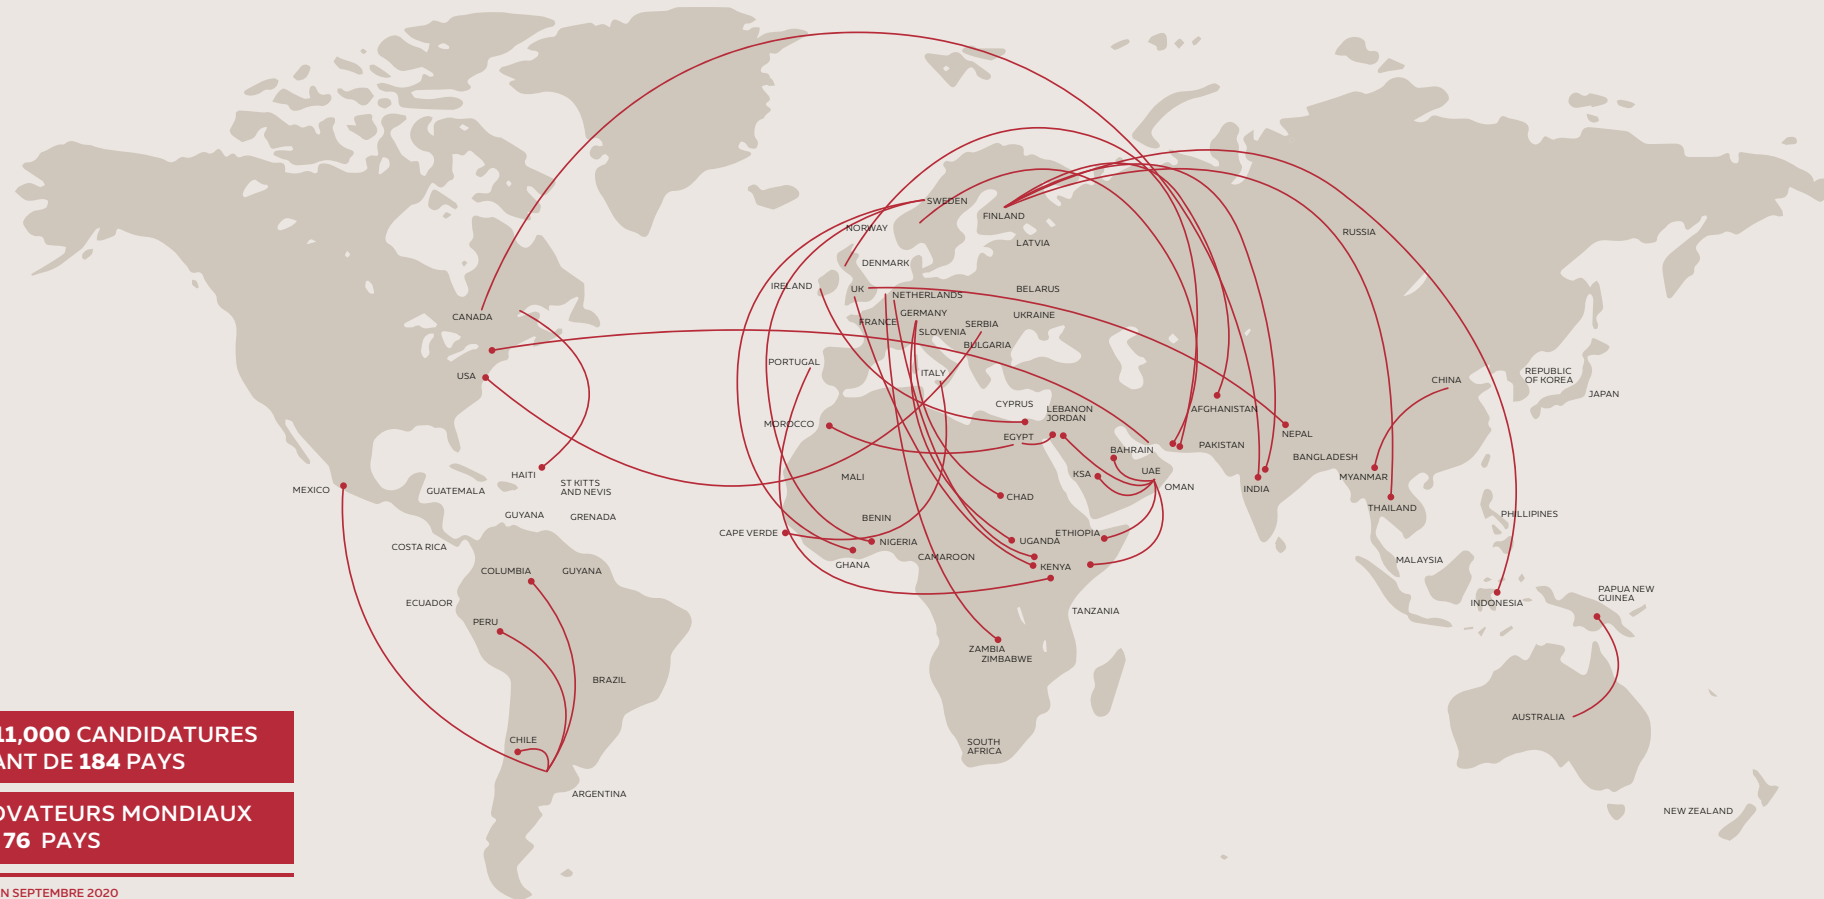 SWEDEN
FINLAND
NORWAY
RUSSIA
LATVIA
DENMARK
IRELAND
UK
NETHERLANDS
BELARUS
CANADA
FRANCE
GERMANY
SERBIA
UKRAINE
SLOVENIA
BULGARIA
PORTUGAL
ITALY
USA
CHINA
REPUBLIC
OF KOREA
JAPAN
CYPRUS
LEBANON
JORDAN
AFGHANISTAN
MOROCCO
EGYPT
BAHRAIN
PAKISTAN
NEPAL
BANGLADESH
HAITI
MALI
KSA
UAE
OMAN
INDIA
MYANMAR
MEXICO
GUATEMALA
ST KITTS
AND NEVIS
THAILAND
PHILLIPINES
GUYANA
GRENADA
BENIN
CAPE VERDE
NIGERIA
UGANDA
ETHIOPIA
COSTA RICA
GHANA
CAMAROON
KENYA
MALAYSIA
COLUMBIA
GUYANA
ECUADOR
PERU
TANZANIA
INDONESIA
PAPUA NEW
GUINEA
ZAMBIA
ZIMBABWE
BRAZIL
AUSTRALIA
CHILE
SOUTH
AFRICA
ARGENTINA
NEW ZEALAND
11,000 CANDIDATURES
ANT DE 184 PAYS
OVATEURS MONDIAUX
76 PAYS
N SEPTEMBRE 2020